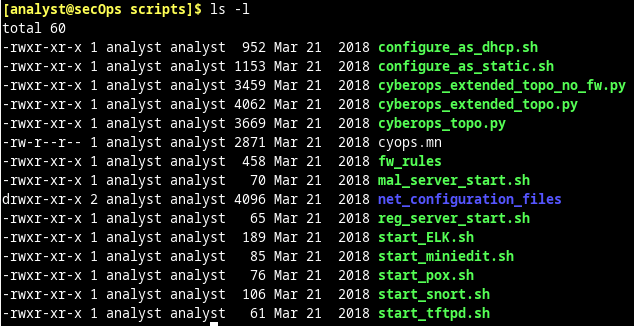 [analyst@secOps scripts]$ ls -l
total 60
-rwxr-xr-x 1 analyst analyst  952 Mar 21  2018 configure_as_dhcp.sh
-rwxr-xr-x 1 analyst analyst 1153 Mar 21  2018 configure_as_static.sh
-rwxr-xr-x 1 analyst analyst 3459 Mar 21  2018 cyberops_extended_topo_no_fw.py
-rwxr-xr-x 1 analyst analyst 4062 Mar 21  2018 cyberops_extended_topo.py
-rwxr-xr-x 1 analyst analyst 3669 Mar 21  2018 cyberops_topo.py
-rw-r--r-- 1 analyst analyst 2871 Mar 21  2018 cyops.mn
-rwxr-xr-x 1 analyst analyst  458 Mar 21  2018 fw_rules
-rwxr-xr-x 1 analyst analyst   70 Mar 21  2018 mal_server_start.sh
drwxr-xr-x 2 analyst analyst 4096 Mar 21  2018 net_configuration_files
-rwxr-xr-x 1 analyst analyst   65 Mar 21  2018 reg_server_start.sh
-rwxr-xr-x 1 analyst analyst  189 Mar 21  2018 start_ELK.sh
-rwxr-xr-x 1 analyst analyst   85 Mar 21  2018 start_miniedit.sh
-rwxr-xr-x 1 analyst analyst   76 Mar 21  2018 start_pox.sh
-rwxr-xr-x 1 analyst analyst  106 Mar 21  2018 start_snort.sh
-rwxr-xr-x 1 analyst analyst   61 Mar 21  2018 start_tftpd.sh